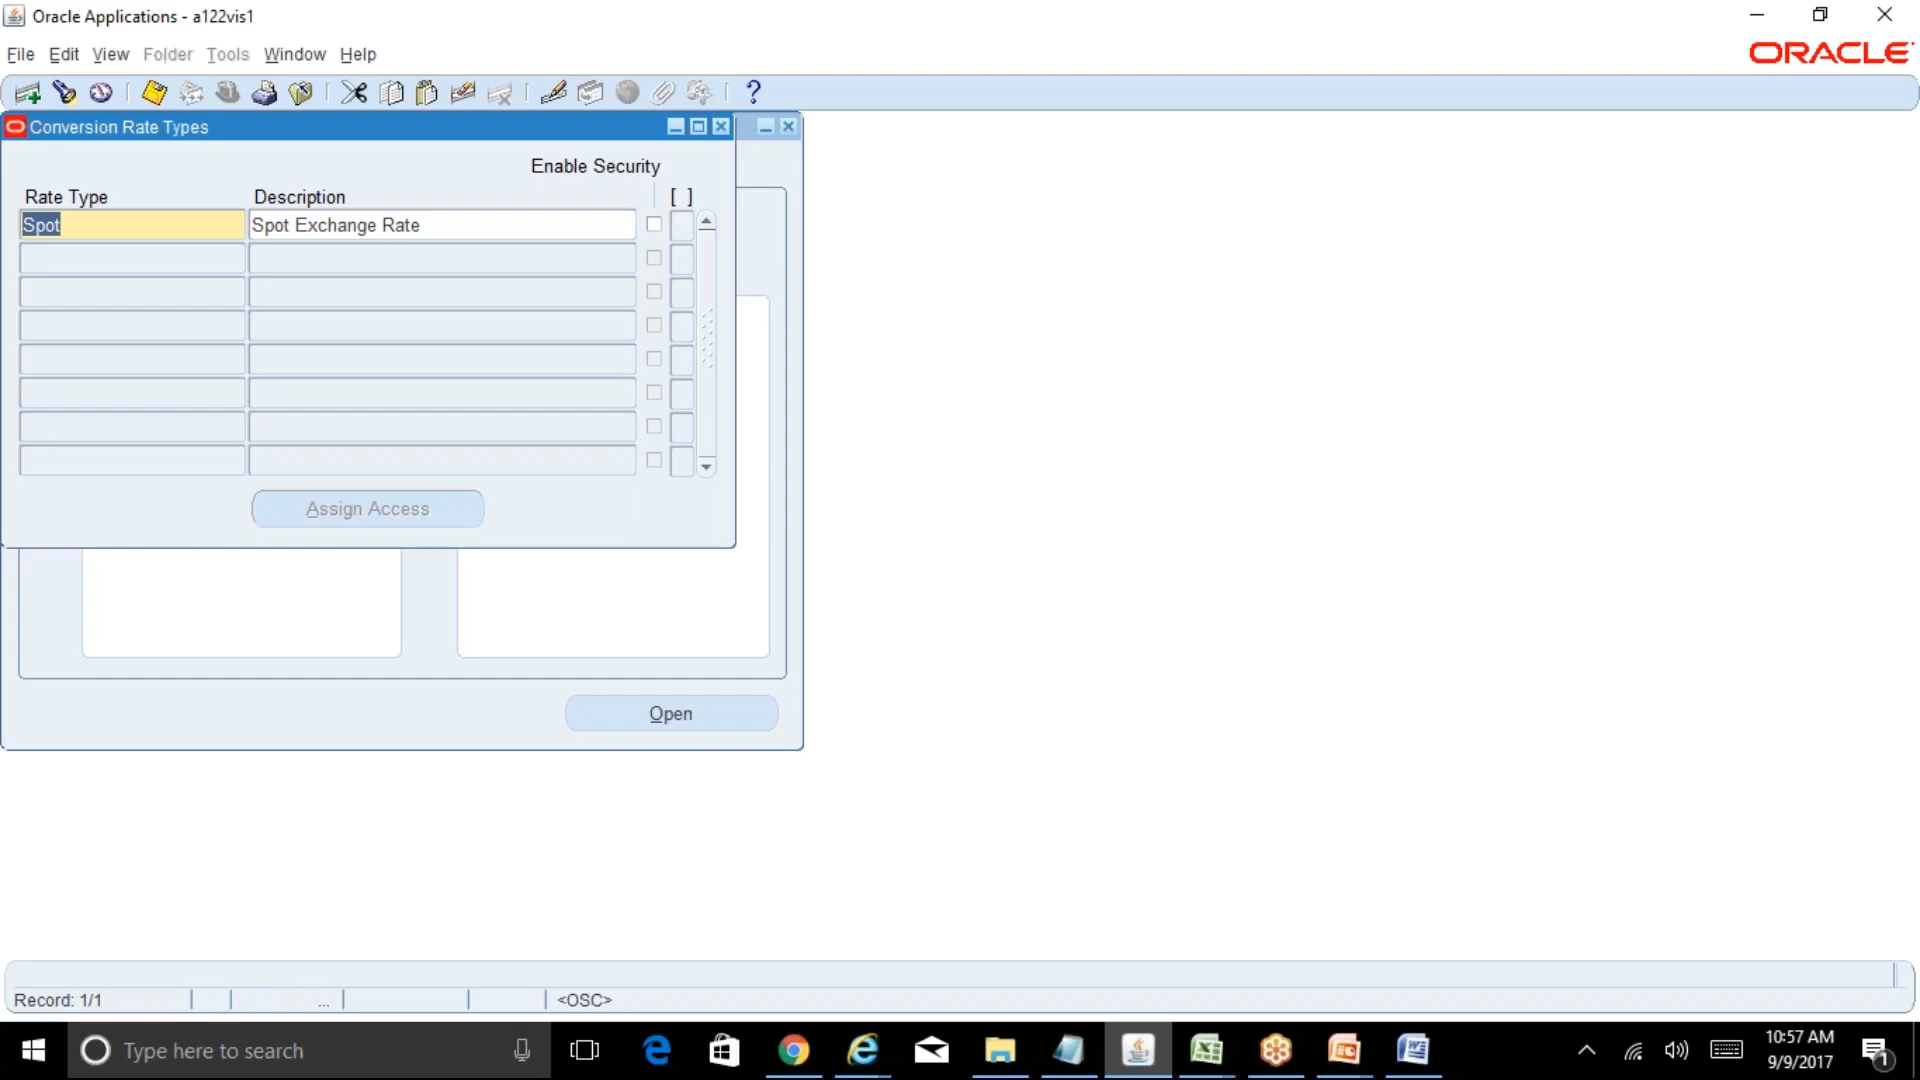 Oracle Applications - a122vis1
File Edit View Folder Tools Window Help
ORACLE
Conversion Rate Types
Enable Security
Rate Type Description [ ]
Spot Spot Exchange Rate
Assign Access
Open
Record: 1/1 ... <OSC>
Type here to search
10:57 AM
9/9/2017
1